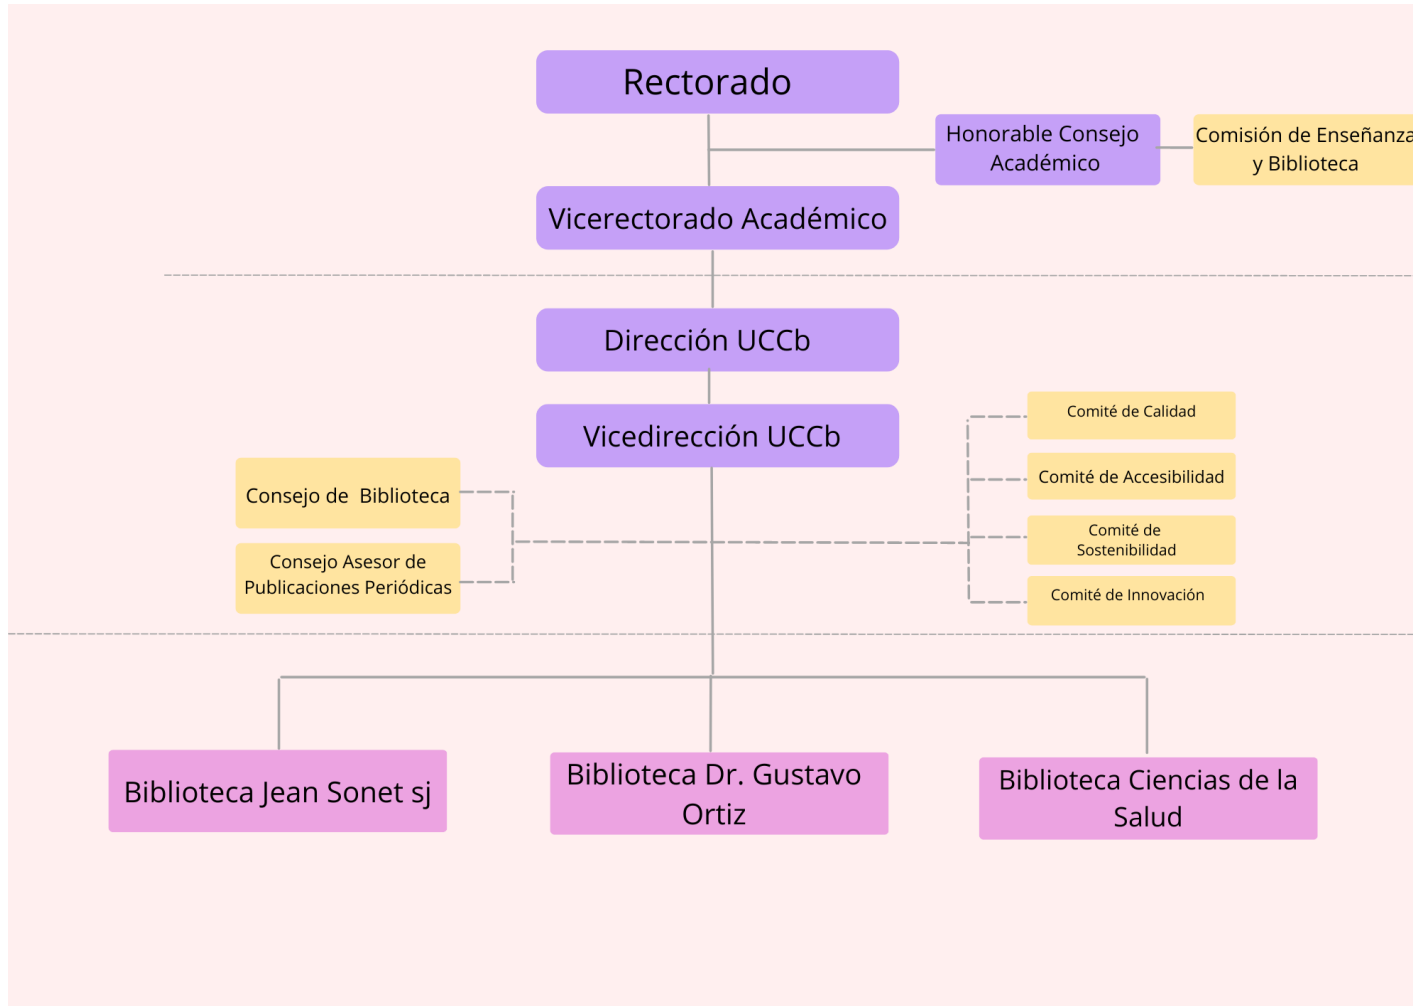 Rectorado
Honorable Consejo
Académico
Comisión de Enseñanza
y Biblioteca
Vicerectorado Académico
Dirección UCCb
Vicedirección UCCb
Consejo de Biblioteca
Consejo Asesor de
Publicaciones Periódicas
Comité de Calidad
Comité de Accesibilidad
Comité de
Sostenibilidad
Comité de Innovación
Biblioteca Jean Sonet sj
Biblioteca Dr. Gustavo
Ortiz
Biblioteca Ciencias de la
Salud